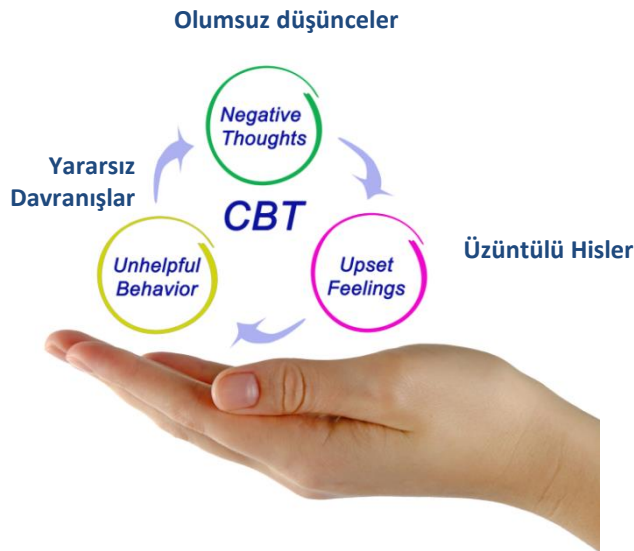 Olumsuz düşünceler
Negative
Thoughts
Yararsız
Davranışlar
CBT
Unhelpful
Behavior
Upset
Feelings
Üzüntülü Hisler